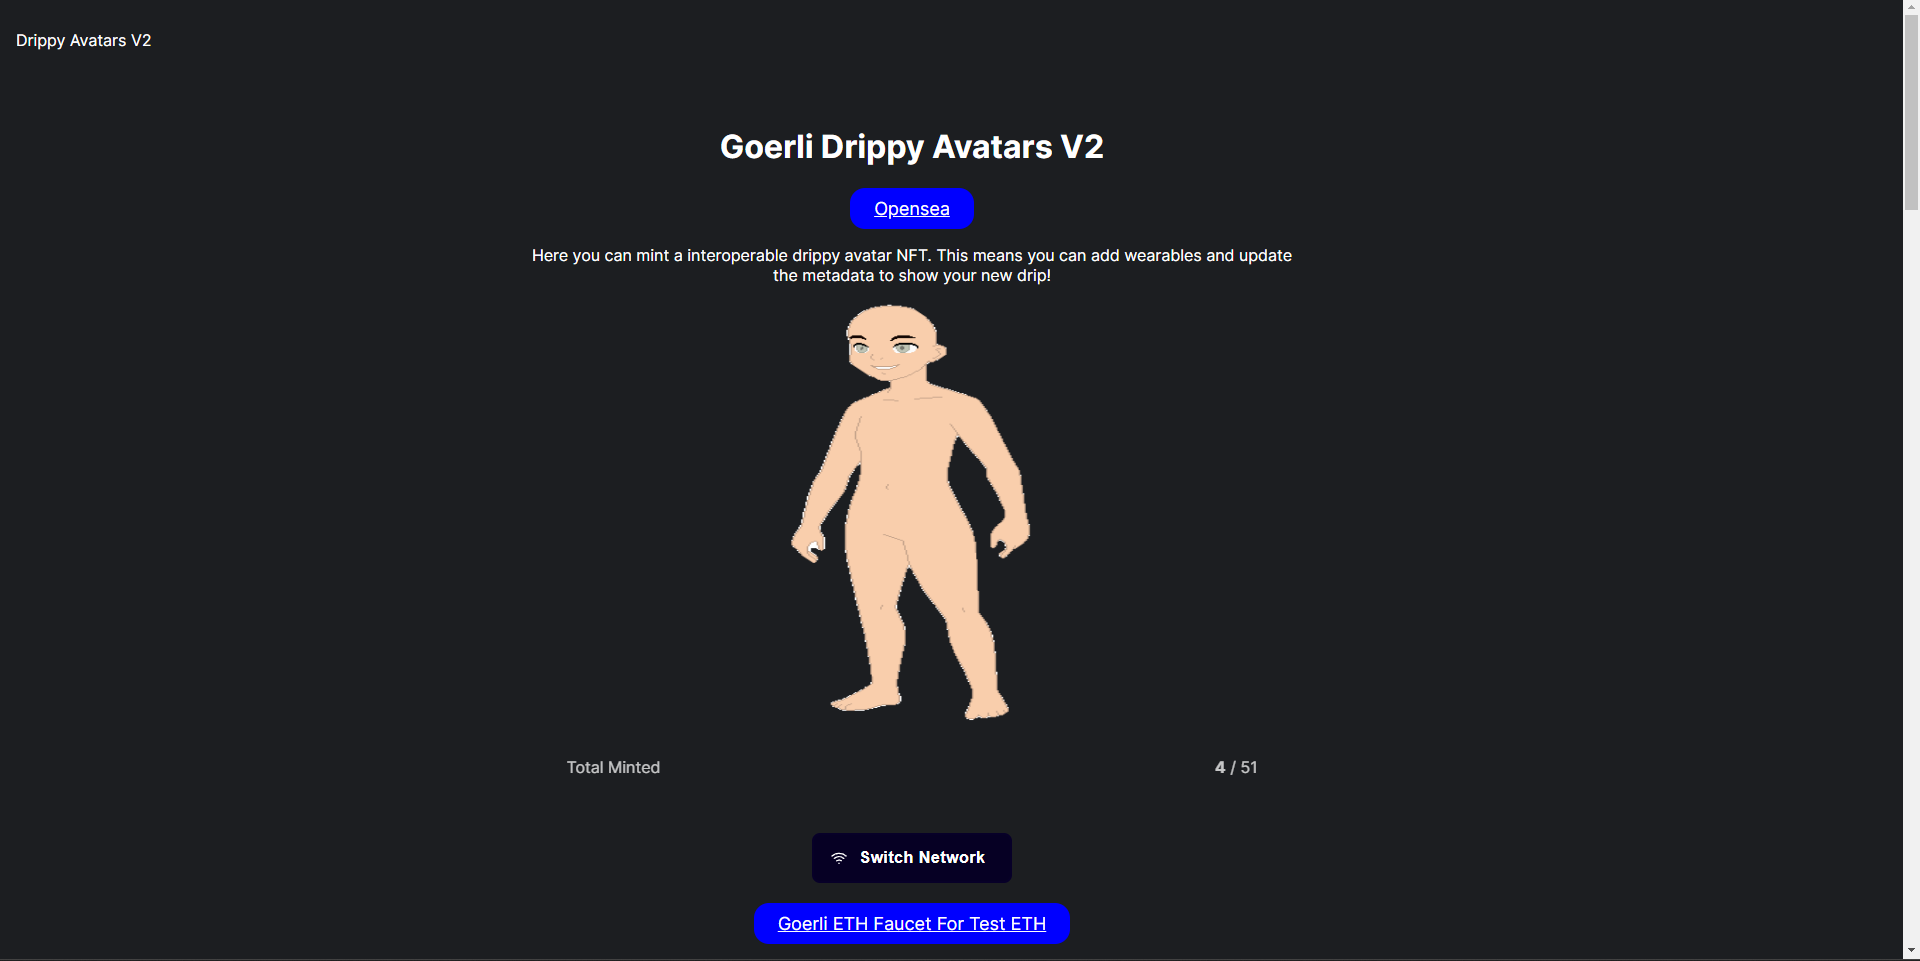 Drippy Avatars V2
Goerli Drippy Avatars V2
Opensea
Here you can mint a interoperable drippy avatar NFT. This means you can add wearables and update
the metadata to show your new drip!
Total Minted
4 / 51
Switch Network
Goerli ETH Faucet For Test ETH